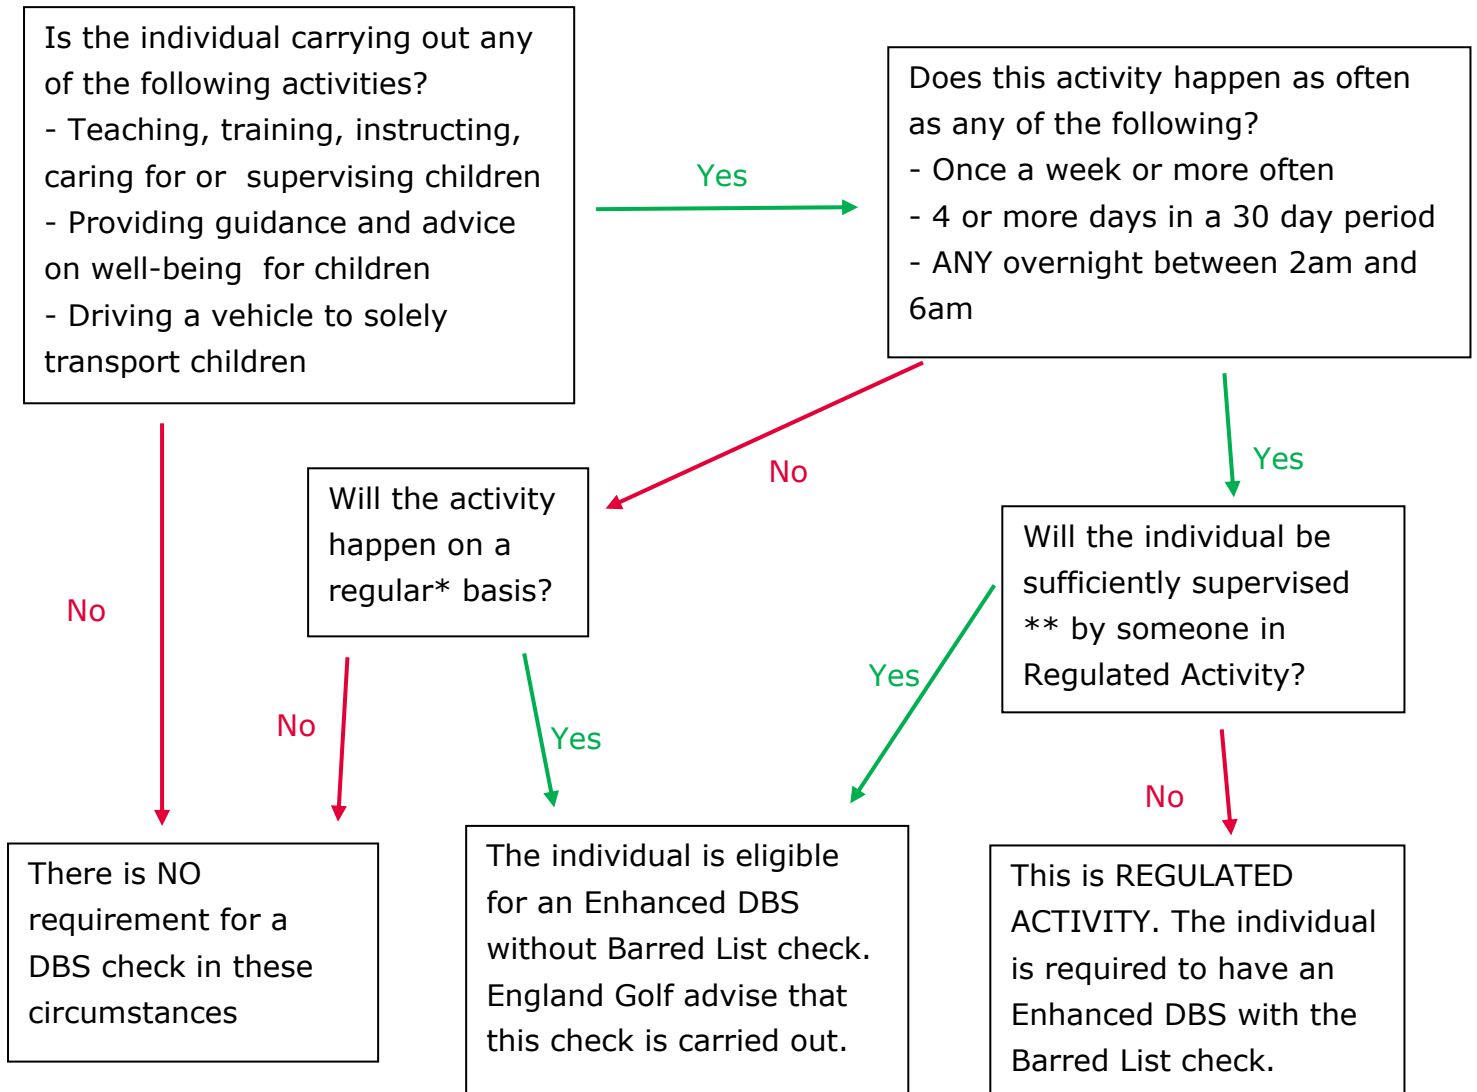 Is the individual carrying out any
of the following activities?
- Teaching, training, instructing,
caring for or  supervising children
- Providing guidance and advice
on well-being  for children
- Driving a vehicle to solely
transport children
Yes
Does this activity happen as often
as any of the following?
- Once a week or more often
- 4 or more days in a 30 day period
- ANY overnight between 2am and
6am
No
Yes
Will the activity
happen on a
regular* basis?
Will the individual be
sufficiently supervised
** by someone in
Regulated Activity?
No
No
Yes
Yes
No
There is NO
requirement for a
DBS check in these
circumstances
The individual is eligible
for an Enhanced DBS
without Barred List check.
England Golf advise that
this check is carried out.
This is REGULATED
ACTIVITY. The individual
is required to have an
Enhanced DBS with the
Barred List check.